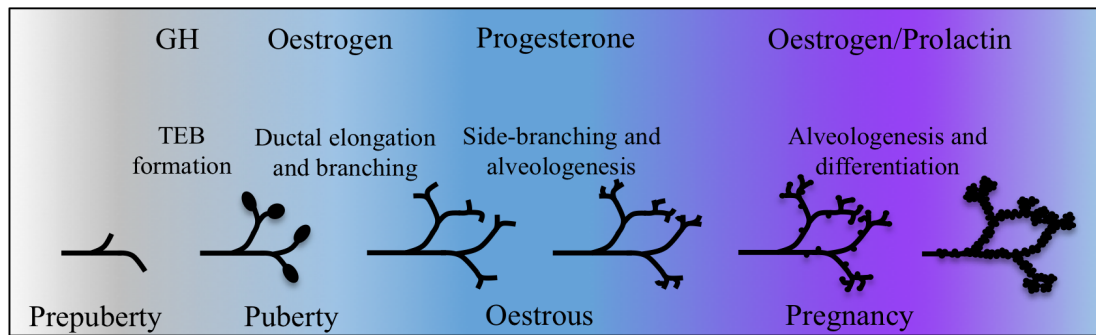 GH Oestrogen Progesterone Oestrogen/Prolactin
TEB
formation
Ductal elongation
and branching
Side-branching and
alveologenesis
Alveologenesis and
differentiation
Prepuberty Puberty Oestrous Pregnancy